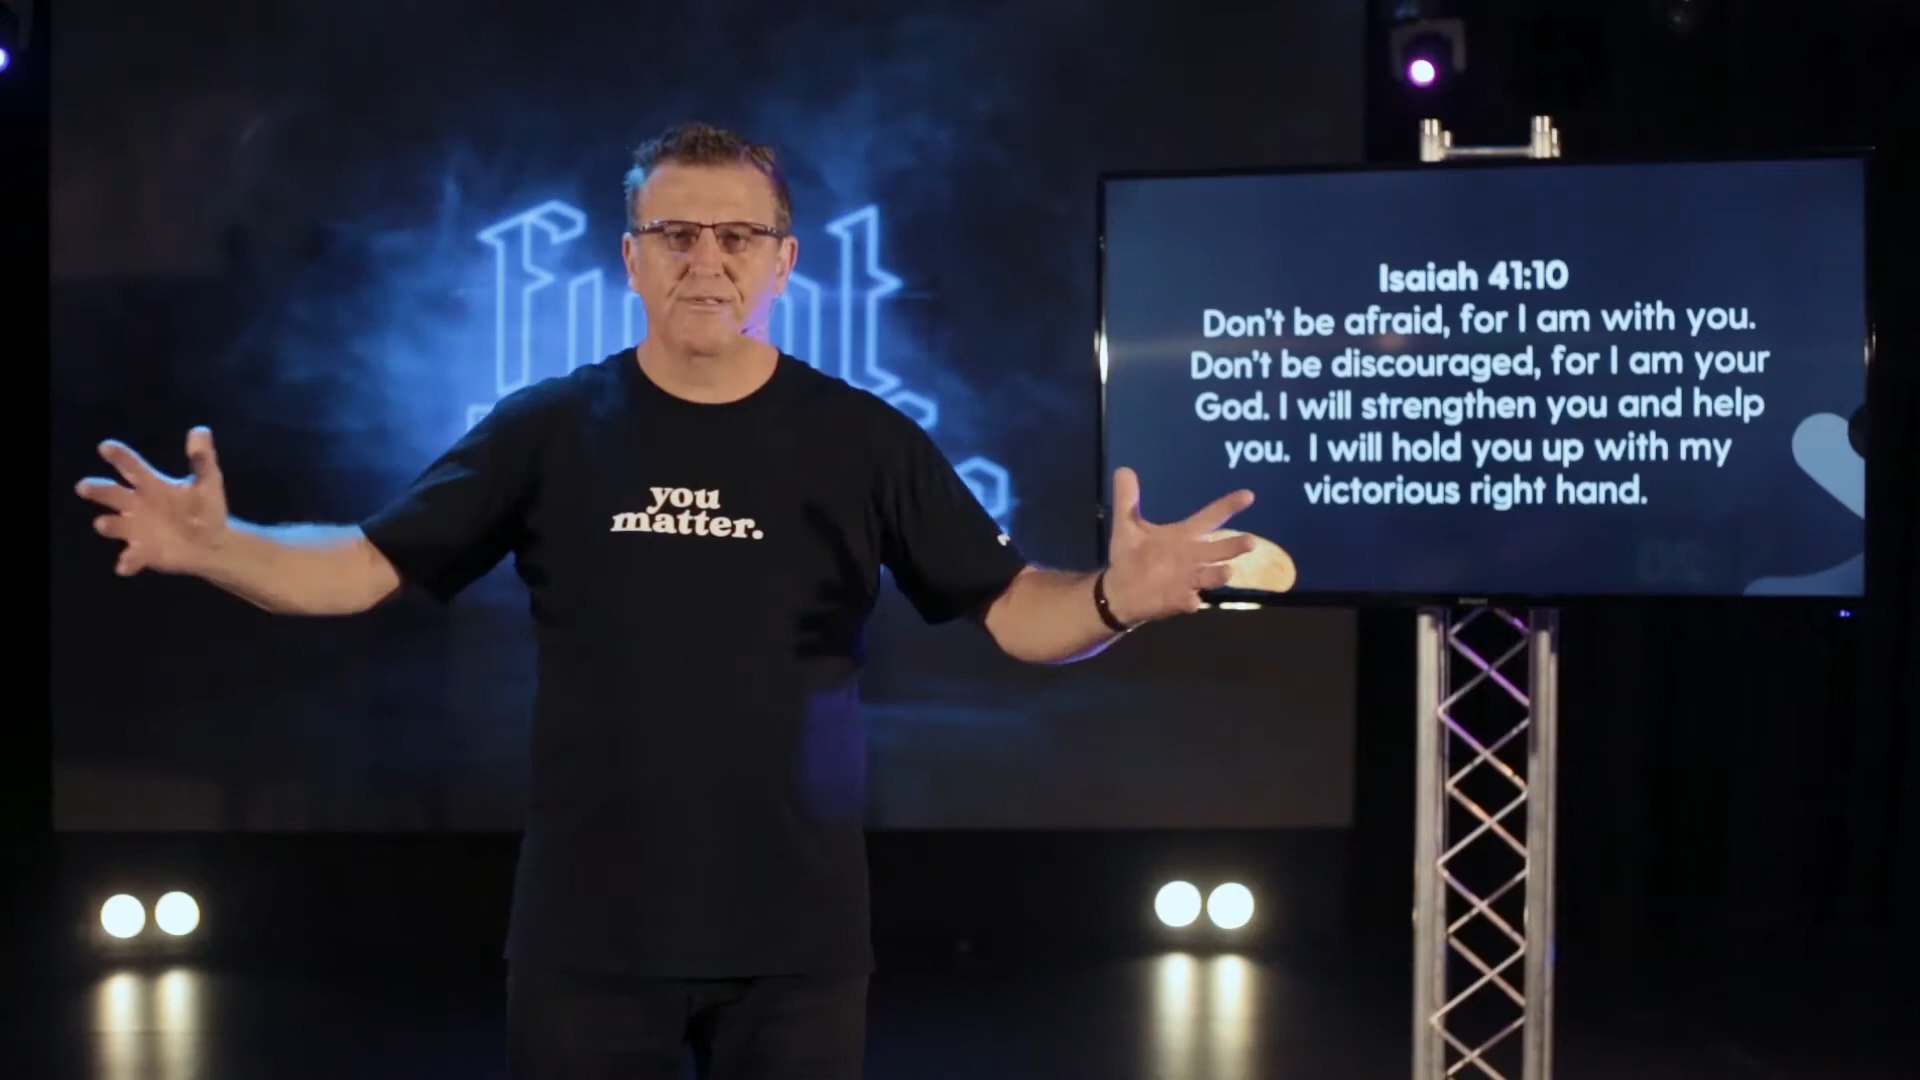 you
matter.
Isaiah 41:10
Don't be afraid, for I am with you.
Don't be discouraged, for I am your
God. I will strengthen you and help
you. I will hold you up with my
victorious right hand.